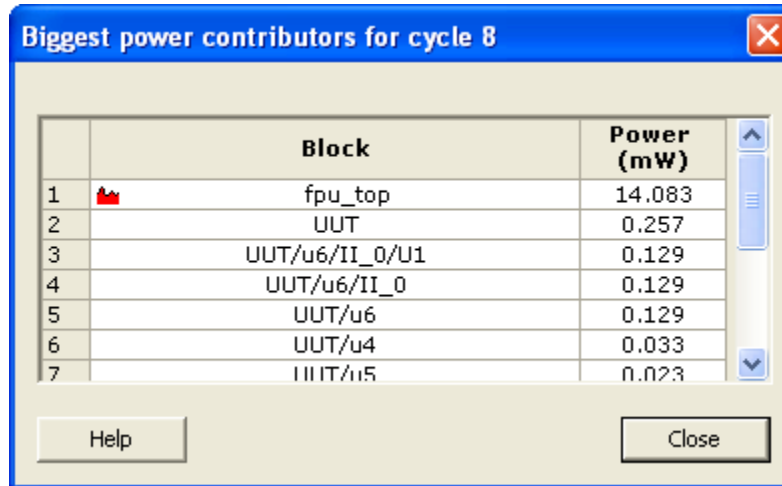 Biggest power contributors for cycle 8
Block Power (mW)
1 fpu_top 14.083
2 UUT 0.257
3 UUT/u6/II_0/U1 0.129
4 UUT/u6/II_0 0.129
5 UUT/u6 0.129
6 UUT/u4 0.033
7 UUT/u5 0.023
Help Close